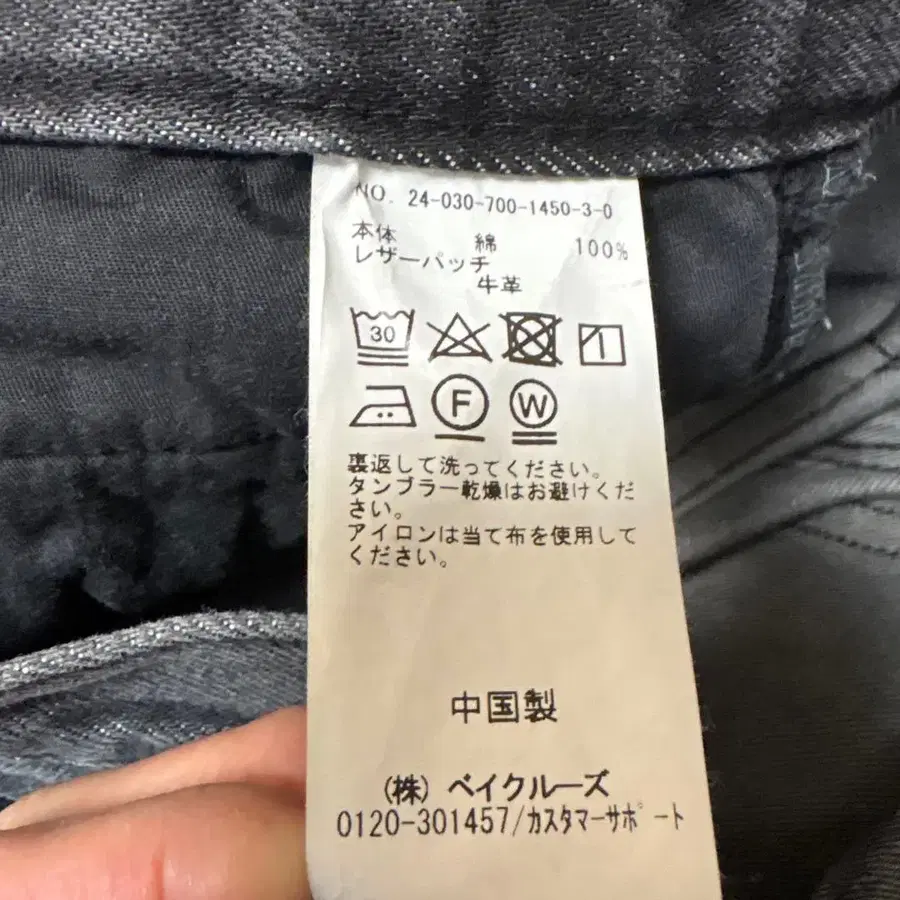 NO. 24-030-700-1450-3-0
本体 綿 100%
レザーパッチ
牛革
30
F W
裏返して洗ってください。
タンブラー乾燥はお避けくだ
さい。
アイロンは当て布を使用して
ください。
中国製
(株) ベイクルーズ
0120-301457/カスタマーサポート